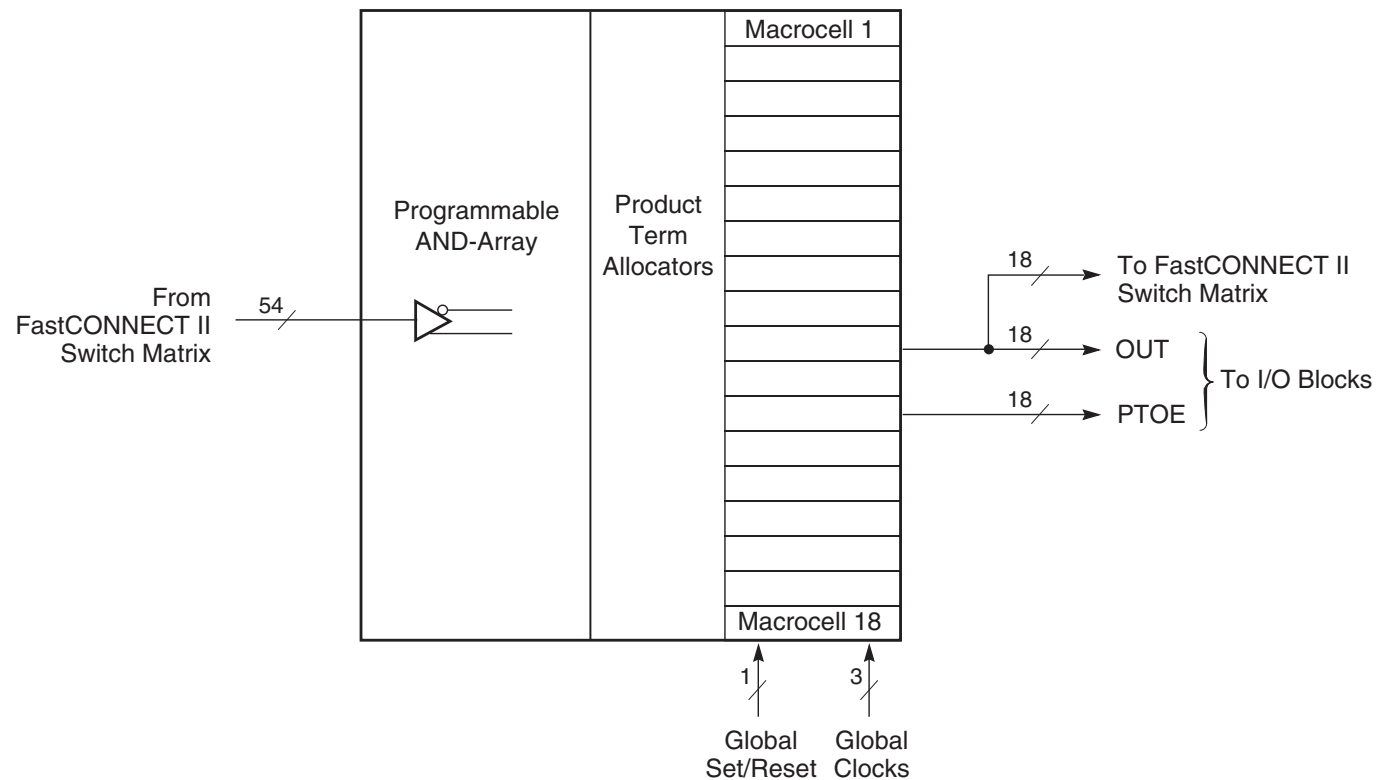 Macrocell 1
Programmable
AND-Array
Product
Term
Allocators
From
FastCONNECT II
Switch Matrix
54
18
To FastCONNECT II
Switch Matrix
18
OUT
To I/O Blocks
18
PTOE
Macrocell 18
1
3
Global
Set/Reset
Global
Clocks